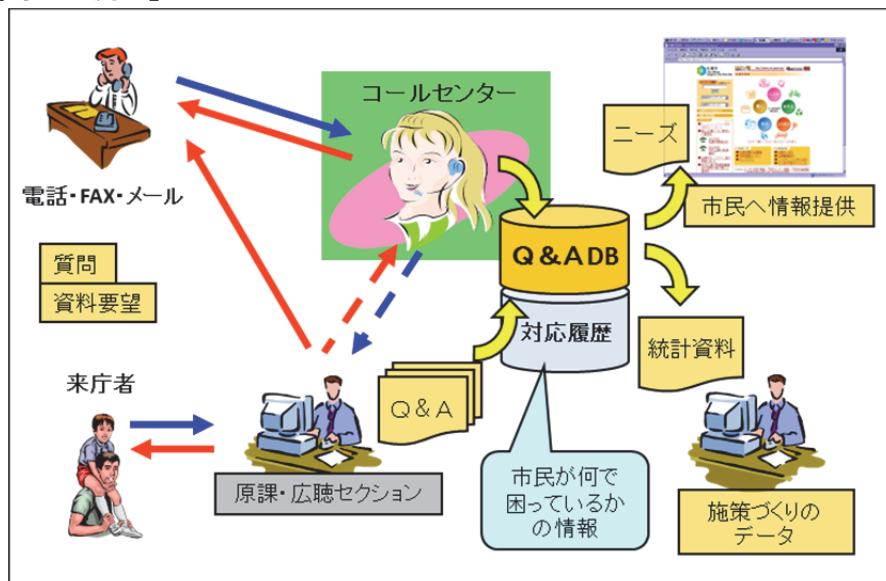 コールセンター
電話・FAX・メール
ニーズ
市民へ情報提供
質問
資料要望
Q&ADB
対応履歴
統計資料
来庁者
Q&A
原課・広聴セクション
市民が何で
困っているか
の情報
施策づくりの
データ